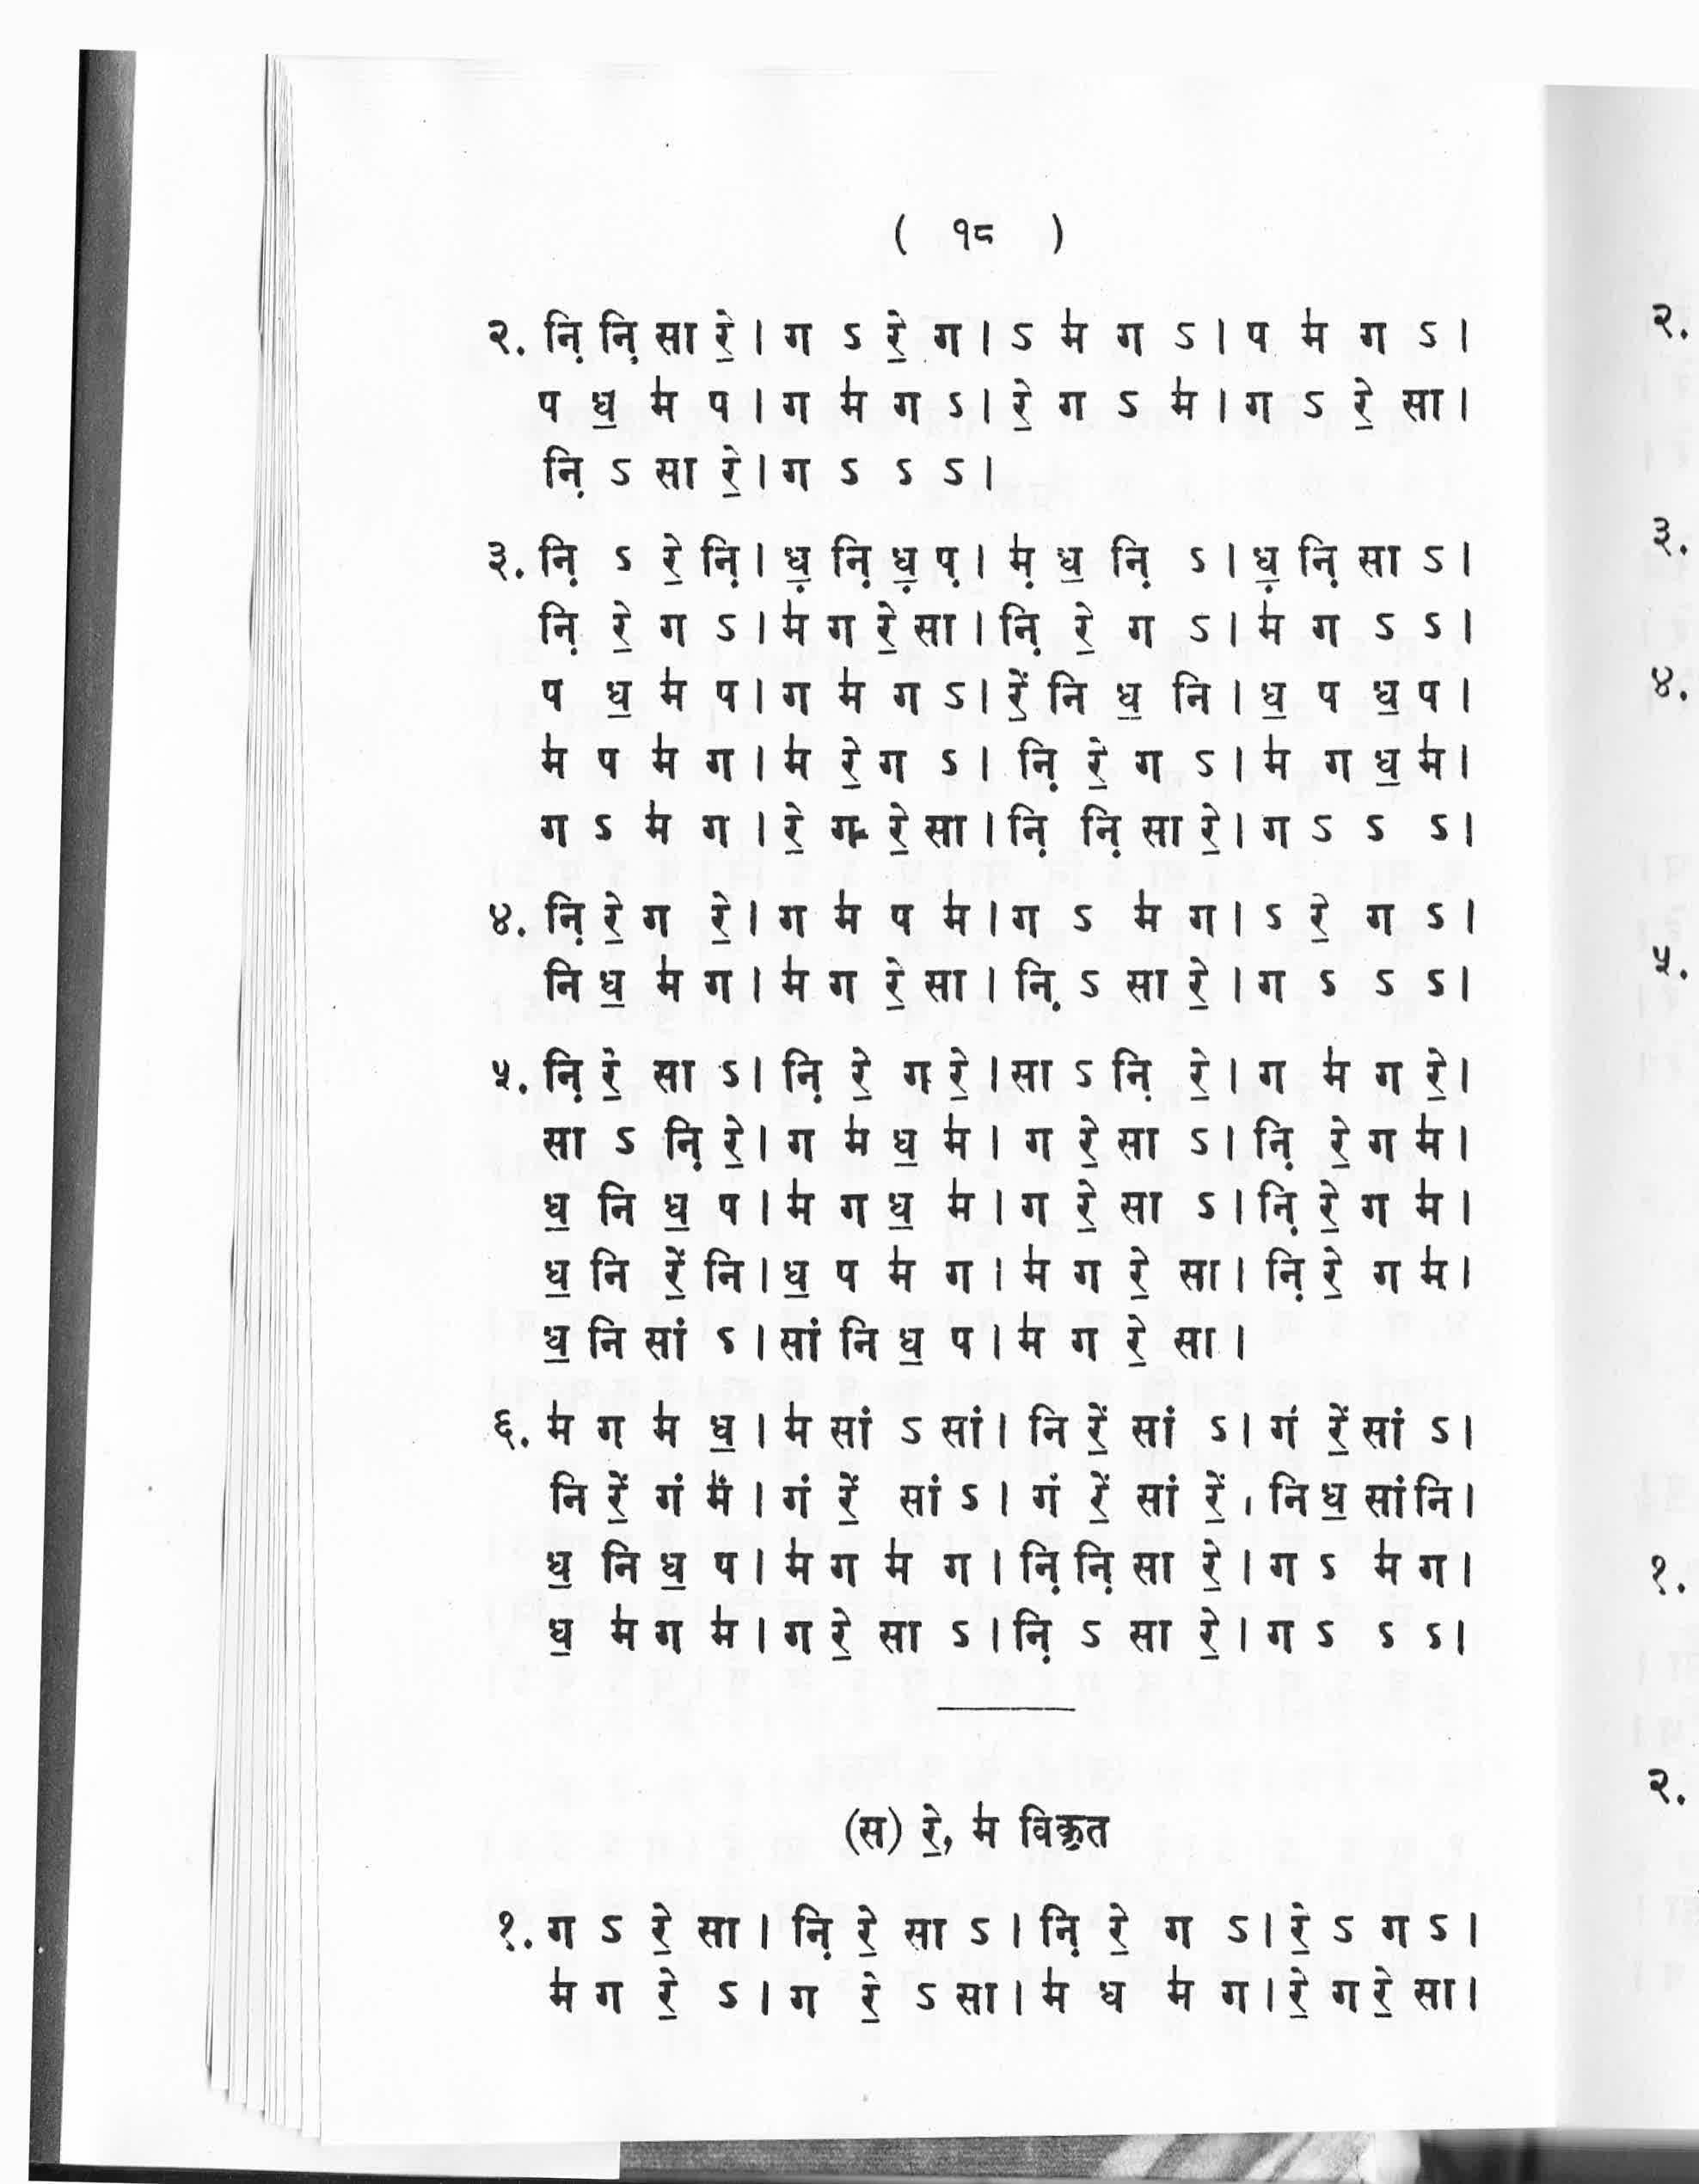 ( १८ )
२. नि़ नि़ सा रे॒ । ग ऽ रे॒ ग । ऽ म॑ ग ऽ । प म॑ ग ऽ ।
प ध॒ म॑ प । ग म॑ ग ऽ । रे॒ ग ऽ म॑ । ग ऽ रे॒ सा ।
नि़ ऽ सा रे॒ । ग ऽ ऽ ऽ ।
३. नि़ ऽ रे॒ नि़ । ध़॒ नि़ ध़॒ प़ । म़॑ ध॒ नि़ ऽ । ध़॒ नि़ सा ऽ ।
नि़ रे॒ ग ऽ । म॑ ग रे॒ सा । नि़ रे॒ ग ऽ । म॑ ग ऽ ऽ ।
प ध॒ म॑ प । ग म॑ ग ऽ । रें॒ नि ध॒ नि । ध॒ प ध॒ प ।
म॑ प म॑ ग । म॑ रे॒ ग ऽ । नि़ रे॒ ग ऽ । म॑ ग ध॒ म॑ ।
ग ऽ म॑ ग । रे॒ ग रे॒ सा । नि़ नि़ सा रे॒ । ग ऽ ऽ ऽ ।
४. नि़ रे॒ ग रे॒ । ग म॑ प म॑ । ग ऽ म॑ ग । ऽ रे॒ ग ऽ ।
नि ध॒ म॑ ग । म॑ ग रे॒ सा । नि़ ऽ सा रे॒ । ग ऽ ऽ ऽ ।
५. नि़ रे॒ सा ऽ । नि़ रे॒ ग रे॒ । सा ऽ नि़ रे॒ । ग म॑ ग रे॒ ।
सा ऽ नि़ रे॒ । ग म॑ ध॒ म॑ । ग रे॒ सा ऽ । नि़ रे॒ ग म॑ ।
ध॒ नि ध॒ प । म॑ ग ध॒ म॑ । ग रे॒ सा ऽ । नि़ रे॒ ग म॑ ।
ध॒ नि रें॒ नि । ध॒ प म॑ ग । म॑ ग रे॒ सा । नि़ रे॒ ग म॑ ।
ध॒ नि सां ऽ । सां नि ध॒ प । म॑ ग रे॒ सा ।
६. म॑ ग म॑ ध॒ । म॑ सां ऽ सां । नि रें॒ सां ऽ । गं रें॒ सां ऽ ।
नि रें॒ गं मं॑ । गं रें॒ सां ऽ । गं रें॒ सां रें॒ । नि ध॒ सां नि ।
ध॒ नि ध॒ प । म॑ ग म॑ ग । नि़ नि़ सा रे॒ । ग ऽ म॑ ग ।
ध॒ म॑ ग म॑ । ग रे॒ सा ऽ । नि़ ऽ सा रे॒ । ग ऽ ऽ ऽ ।
(स) रे॒, म॑ विकृत
१. ग ऽ रे॒ सा । नि़ रे॒ सा ऽ । नि़ रे॒ ग ऽ । रे॒ ऽ ग ऽ ।
म॑ ग रे॒ ऽ । ग रे॒ ऽ सा । म॑ ध म॑ ग । रे॒ ग रे॒ सा ।
२.
३.
४.
५.
१.
२.